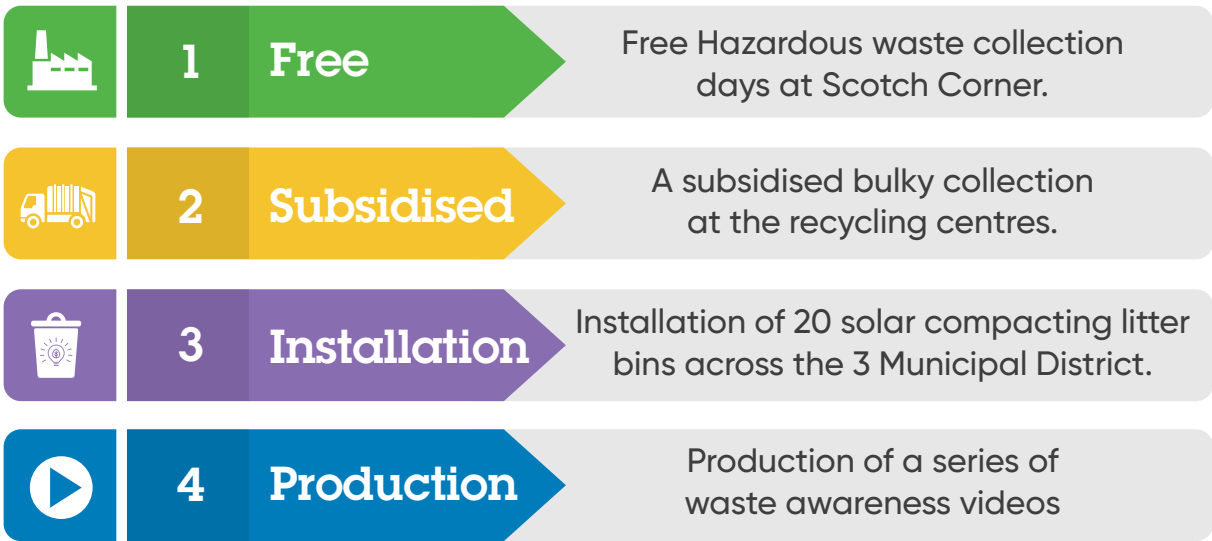 1
Free
Free Hazardous waste collection
days at Scotch Corner.
2
Subsidised
A subsidised bulky collection
at the recycling centres.
3
Installation
Installation of 20 solar compacting litter
bins across the 3 Municipal District.
4
Production
Production of a series of
waste awareness videos